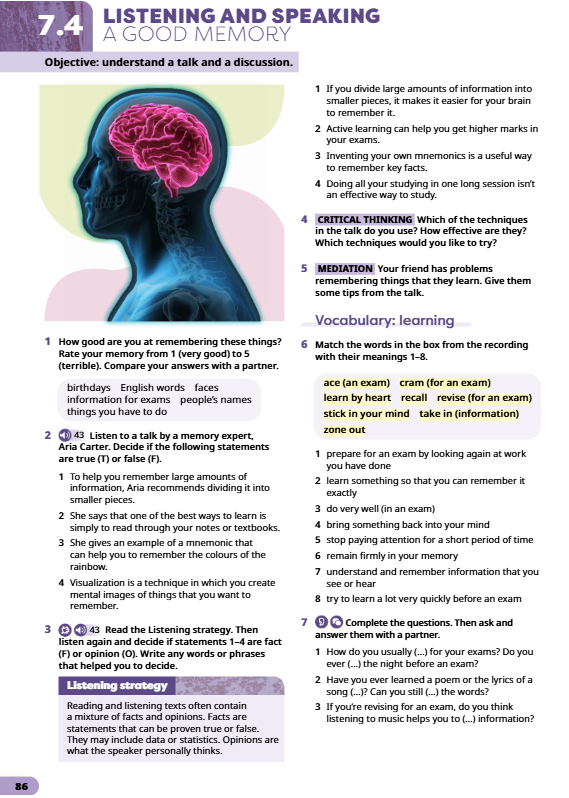 7.4
LISTENING AND SPEAKING
A GOOD MEMORY
Objective: understand a talk and a discussion.
1 How good are you at remembering these things?
Rate your memory from 1 (very good) to 5
(terrible). Compare your answers with a partner.
birthdays English words faces
information for exams people's names
things you have to do
2 43 Listen to a talk by a memory expert,
Aria Carter. Decide if the following statements
are true (T) or false (F).
1 To help you remember large amounts of
information, Aria recommends dividing it into
smaller pieces.
2 She says that one of the best ways to learn is
simply to read through your notes or textbooks.
3 She gives an example of a mnemonic that
can help you to remember the colours of the
rainbow.
4 Visualization is a technique in which you create
mental images of things that you want to
remember.
3 43 Read the Listening strategy. Then
listen again and decide if statements 1–4 are fact
(F) or opinion (O). Write any words or phrases
that helped you to decide.
Listening strategy
Reading and listening texts often contain
a mixture of facts and opinions. Facts are
statements that can be proven true or false.
They may include data or statistics. Opinions are
what the speaker personally thinks.
1 If you divide large amounts of information into
smaller pieces, it makes it easier for your brain
to remember it.
2 Active learning can help you get higher marks in
your exams.
3 Inventing your own mnemonics is a useful way
to remember key facts.
4 Doing all your studying in one long session isn't
an effective way to study.
4 CRITICAL THINKING Which of the techniques
in the talk do you use? How effective are they?
Which techniques would you like to try?
5 MEDIATION Your friend has problems
remembering things that they learn. Give them
some tips from the talk.
Vocabulary: learning
6 Match the words in the box from the recording
with their meanings 1–8.
ace (an exam) cram (for an exam)
learn by heart recall revise (for an exam)
stick in your mind take in (information)
zone out
1 prepare for an exam by looking again at work
you have done
2 learn something so that you can remember it
exactly
3 do very well (in an exam)
4 bring something back into your mind
5 stop paying attention for a short period of time
6 remain firmly in your memory
7 understand and remember information that you
see or hear
8 try to learn a lot very quickly before an exam
7 Complete the questions. Then ask and
answer them with a partner.
1 How do you usually (...) for your exams? Do you
ever (...) the night before an exam?
2 Have you ever learned a poem or the lyrics of a
song (...)? Can you still (...) the words?
3 If you're revising for an exam, do you think
listening to music helps you to (...) information?
86